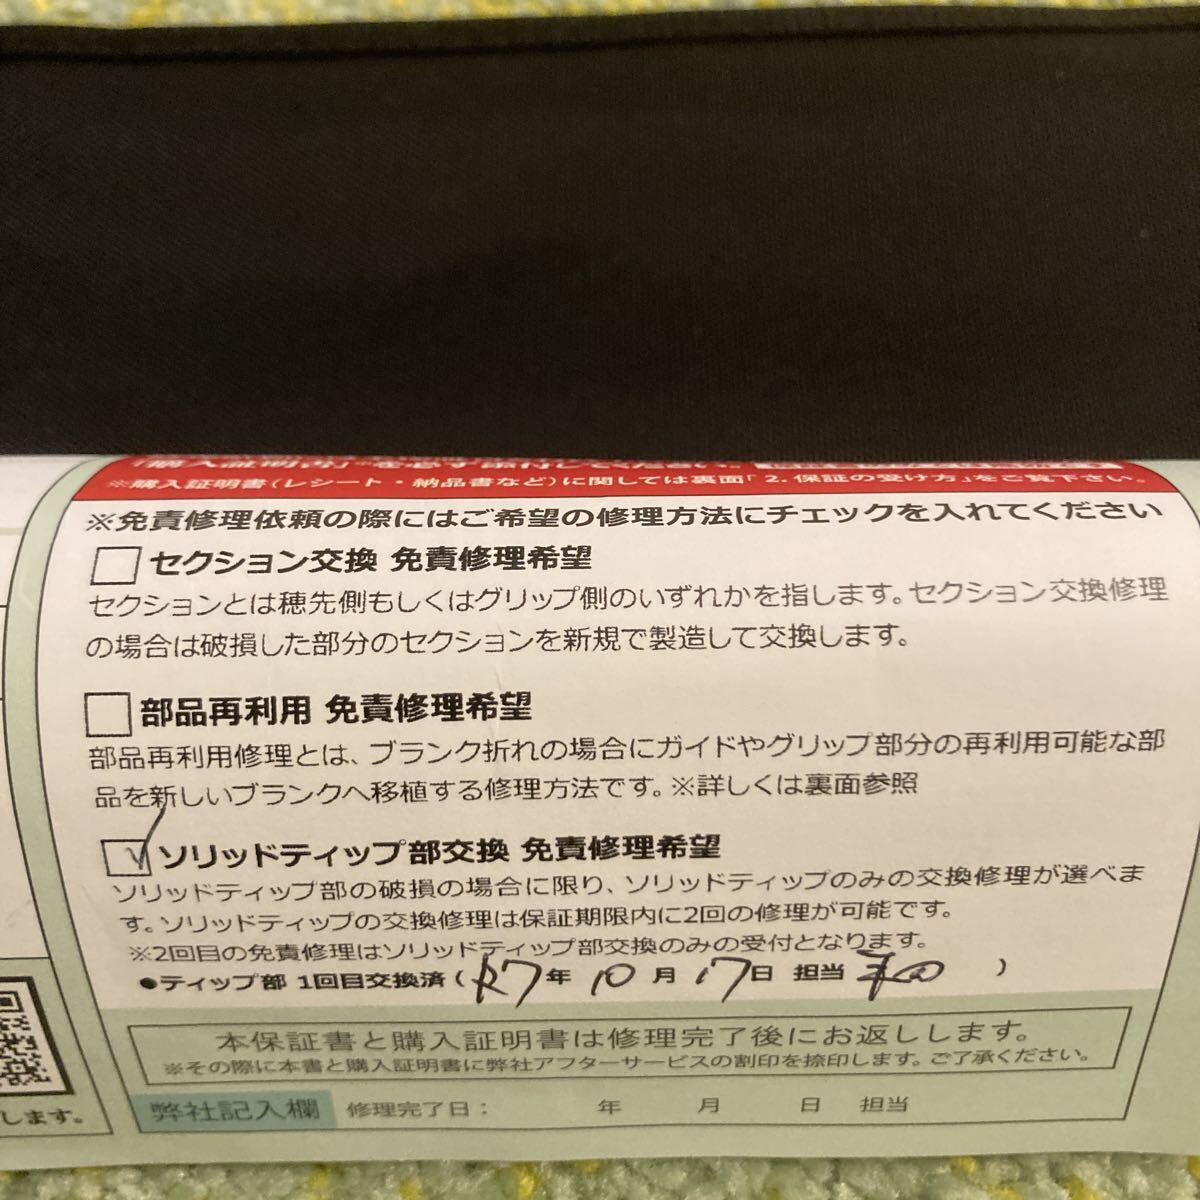 「購入証明書」を必ず添付してください。
※購入証明書(レシート・納品書など)に関しては裏面「2.保証の受け方」をご覧下さい。
※免責修理依頼の際にはご希望の修理方法にチェックを入れてください
セクション交換 免責修理希望
セクションとは穂先側もしくはグリップ側のいずれかを指します。セクション交換修理
の場合は破損した部分のセクションを新規で製造して交換します。
部品再利用 免責修理希望
部品再利用修理とは、ブランク折れの場合にガイドやグリップ部分の再利用可能な部
品を新しいブランクへ移植する修理方法です。※詳しくは裏面参照
ソリッドティップ部交換 免責修理希望
ソリッドティップ部の破損の場合に限り、ソリッドティップのみの交換修理が選べま
す。ソリッドティップの交換修理は保証期限内に2回の修理が可能です。
※2回目の免責修理はソリッドティップ部交換のみの受付となります。
●ティップ部 1回目交換済(R7年 10月 17日 担当 )
本保証書と購入証明書は修理完了後にお返しします。
※その際に本書と購入証明書に弊社アフターサービスの割印を捺印します。ご了承ください。
弊社記入欄 修理完了日: 年 月 日 担当
します。